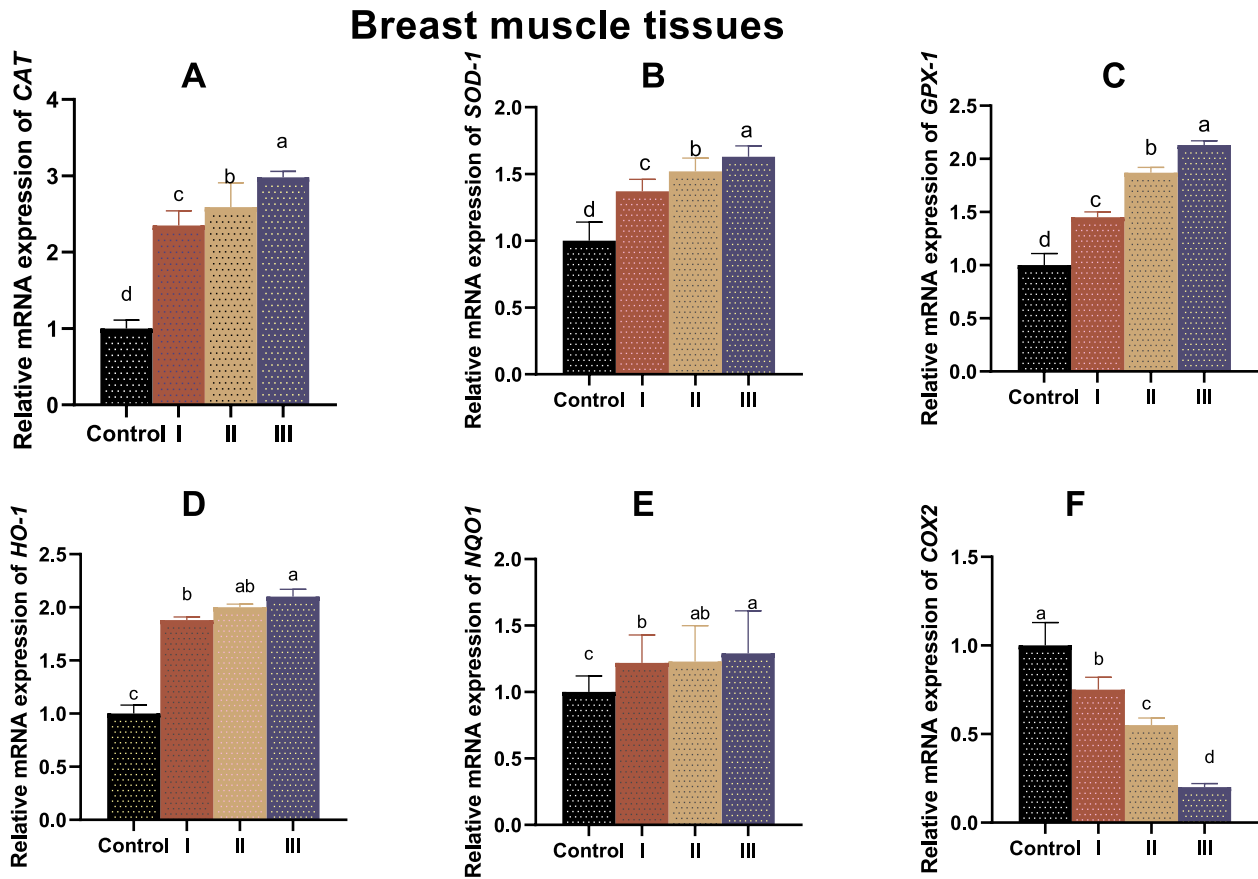 Breast muscle tissues
A
Relative mRNA expression of CAT
4
3
2
1
0
d
c
b
a
Control I II III
B
Relative mRNA expression of SOD-1
2.0
1.5
1.0
0.5
0.0
d
c
b
a
Control I II III
C
Relative mRNA expression of GPX-1
2.5
2.0
1.5
1.0
0.5
0.0
d
c
b
a
Control I II III
D
Relative mRNA expression of HO-1
2.5
2.0
1.5
1.0
0.5
0.0
c
b
ab
a
Control I II III
E
Relative mRNA expression of NQO1
2.0
1.5
1.0
0.5
0.0
c
b
ab
a
Control I II III
F
Relative mRNA expression of COX2
1.5
1.0
0.5
0.0
a
b
c
d
Control I II III